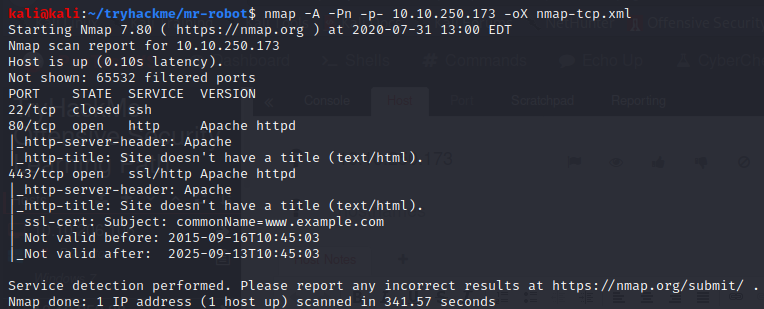 kali@kali:~/tryhackme/mr-robot$ nmap -A -Pn -p- 10.10.250.173 -oX nmap-tcp.xml
Starting Nmap 7.80 ( https://nmap.org ) at 2020-07-31 13:00 EDT
Nmap scan report for 10.10.250.173
Host is up (0.10s latency).
Not shown: 65532 filtered ports
PORT    STATE  SERVICE  VERSION
22/tcp  closed ssh
80/tcp  open   http     Apache httpd
|_http-server-header: Apache
|_http-title: Site doesn't have a title (text/html).
443/tcp open   ssl/http Apache httpd
|_http-server-header: Apache
|_http-title: Site doesn't have a title (text/html).
| ssl-cert: Subject: commonName=www.example.com
| Not valid before: 2015-09-16T10:45:03
|_Not valid after:  2025-09-13T10:45:03
Service detection performed. Please report any incorrect results at https://nmap.org/submit/ .
Nmap done: 1 IP address (1 host up) scanned in 341.57 seconds
Console
Scratchpad
Reporting